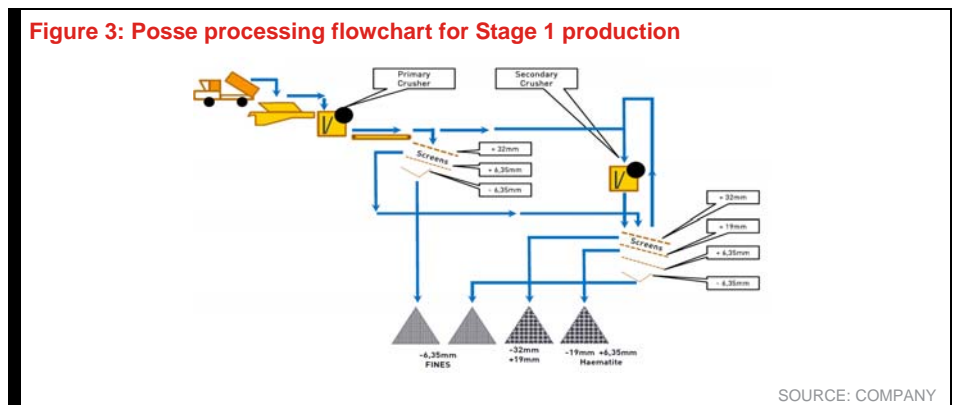 Figure 3: Posse processing flowchart for Stage 1 production
Primary
Crusher
Secondary
Crusher
Screens
+ 32mm
+ 6,35mm
- 6,35mm
+ 32mm
+ 19mm
+ 6,35mm
- 6,35mm
Screens
-6,35mm
FINES
-32mm
+19mm
-19mm +6,35mm
Haematite
SOURCE: COMPANY